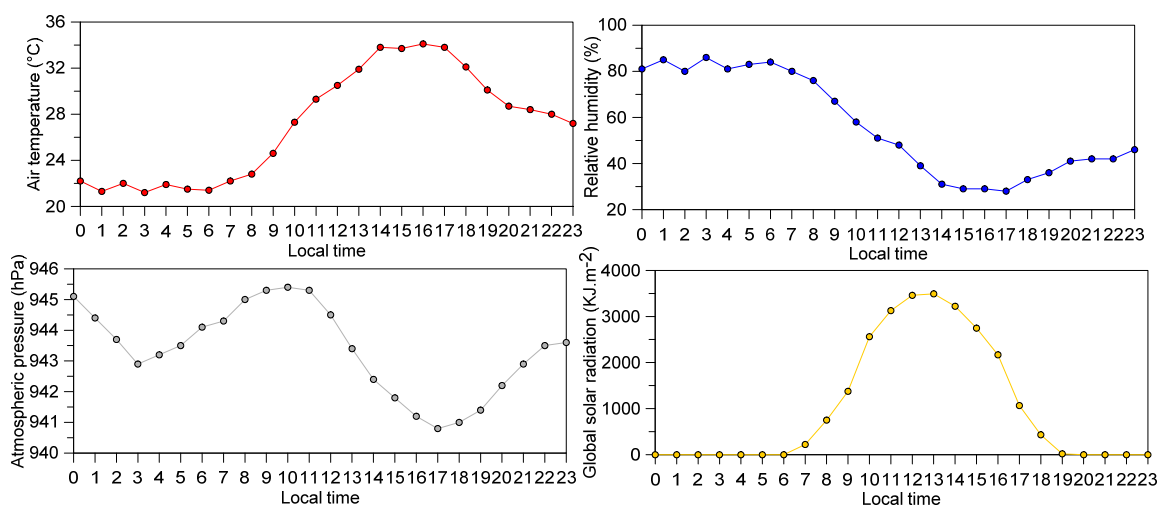 Air temperature (°C)
36
32
28
24
20
0 1 2 3 4 5 6 7 8 9 10 11 12 13 14 15 16 17 18 19 20 21 22 23
Local time
Relative humidity (%)
100
80
60
40
20
0 1 2 3 4 5 6 7 8 9 10 11 12 13 14 15 16 17 18 19 20 21 22 23
Local time
Atmospheric pressure (hPa)
946
945
944
943
942
941
940
0 1 2 3 4 5 6 7 8 9 10 11 12 13 14 15 16 17 18 19 20 21 22 23
Local time
Global solar radiation (KJ.m-2)
4000
3000
2000
1000
0
0 1 2 3 4 5 6 7 8 9 10 11 12 13 14 15 16 17 18 19 20 21 22 23
Local time